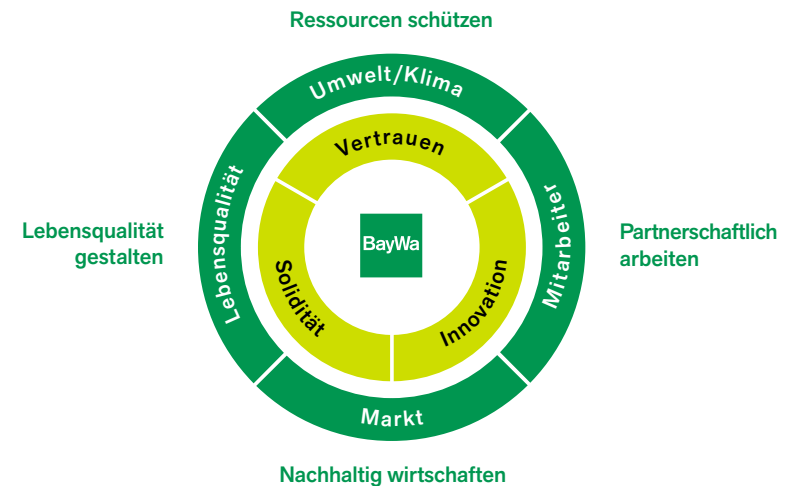 Ressourcen schützen
Umwelt/Klima
Vertrauen
Lebensqualität
Lebensqualität
gestalten
BayWa
Mitarbeiter
Partnerschaftlich
arbeiten
Solidität
Innovation
Markt
Nachhaltig wirtschaften